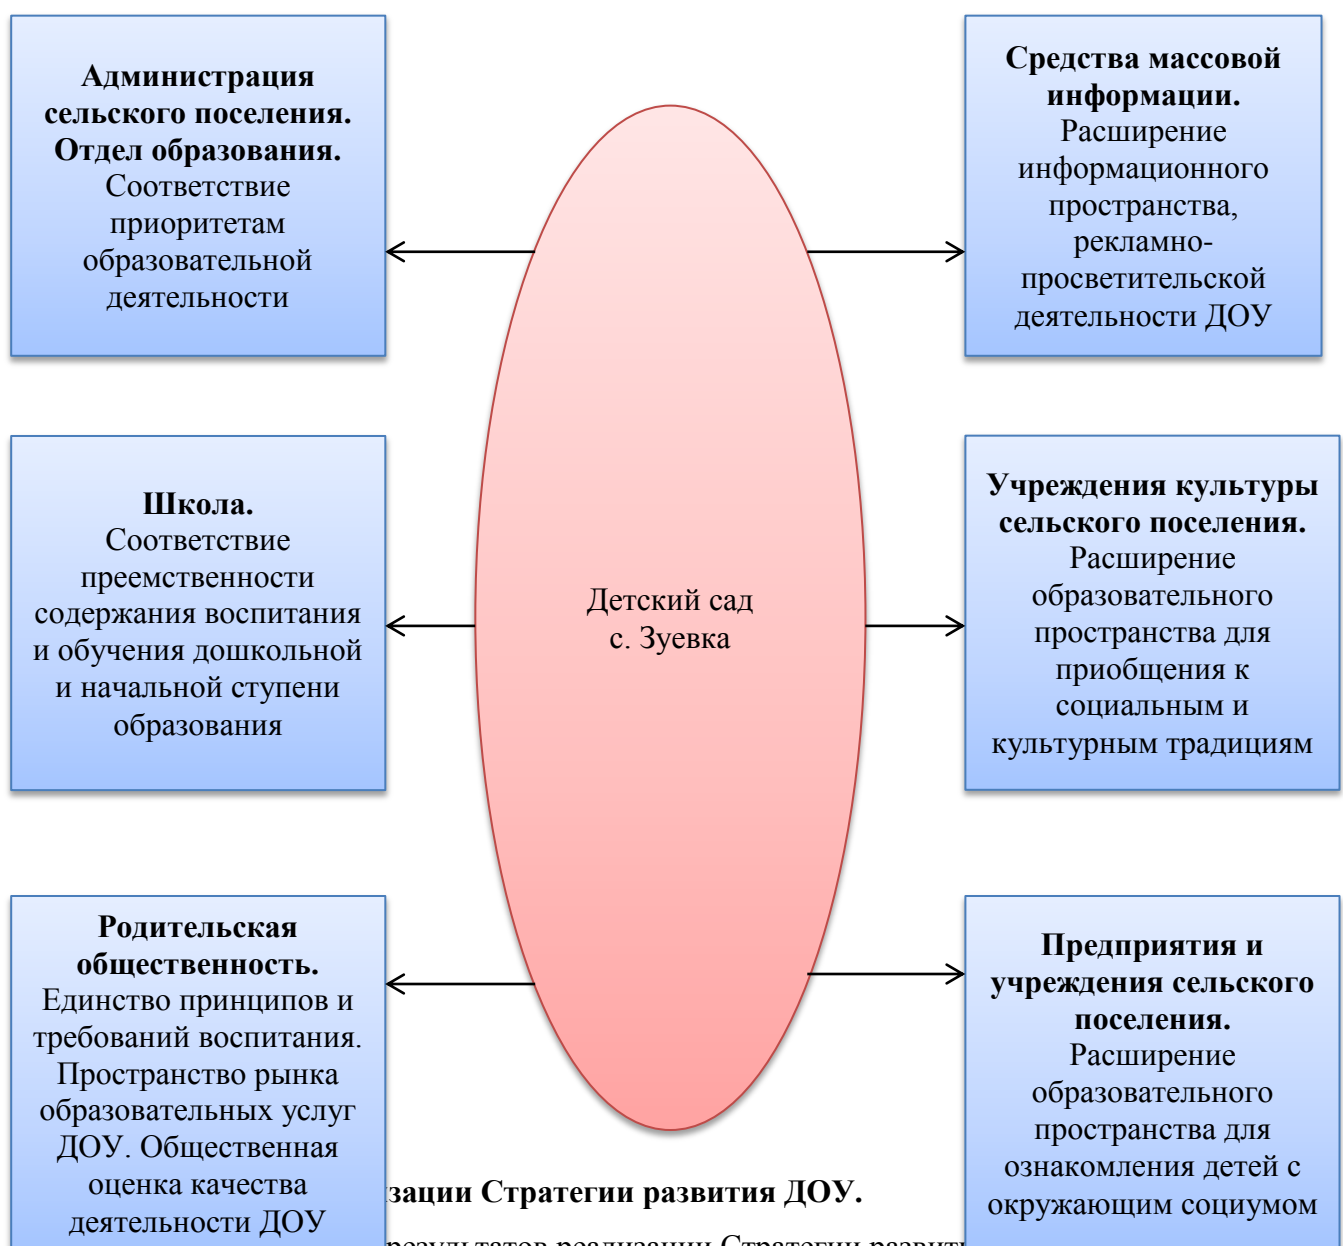 Администрация
сельского поселения.
Отдел образования.
Соответствие
приоритетам
образовательной
деятельности
Средства массовой
информации.
Расширение
информационного
пространства,
рекламно-
просветительской
деятельности ДОУ
Школа.
Соответствие
преемственности
содержания воспитания
и обучения дошкольной
и начальной ступени
образования
Детский сад
с. Зуевка
Учреждения культуры
сельского поселения.
Расширение
образовательного
пространства для
приобщения к
социальным и
культурным традициям
Родительская
общественность.
Единство принципов и
требований воспитания.
Пространство рынка
образовательных услуг
ДОУ. Общественная
оценка качества
деятельности ДОУ
Предприятия и
учреждения сельского
поселения.
Расширение
образовательного
пространства для
ознакомления детей с
окружающим социумом
зации Стратегии развития ДОУ.
результатов реализации Стратегии развити